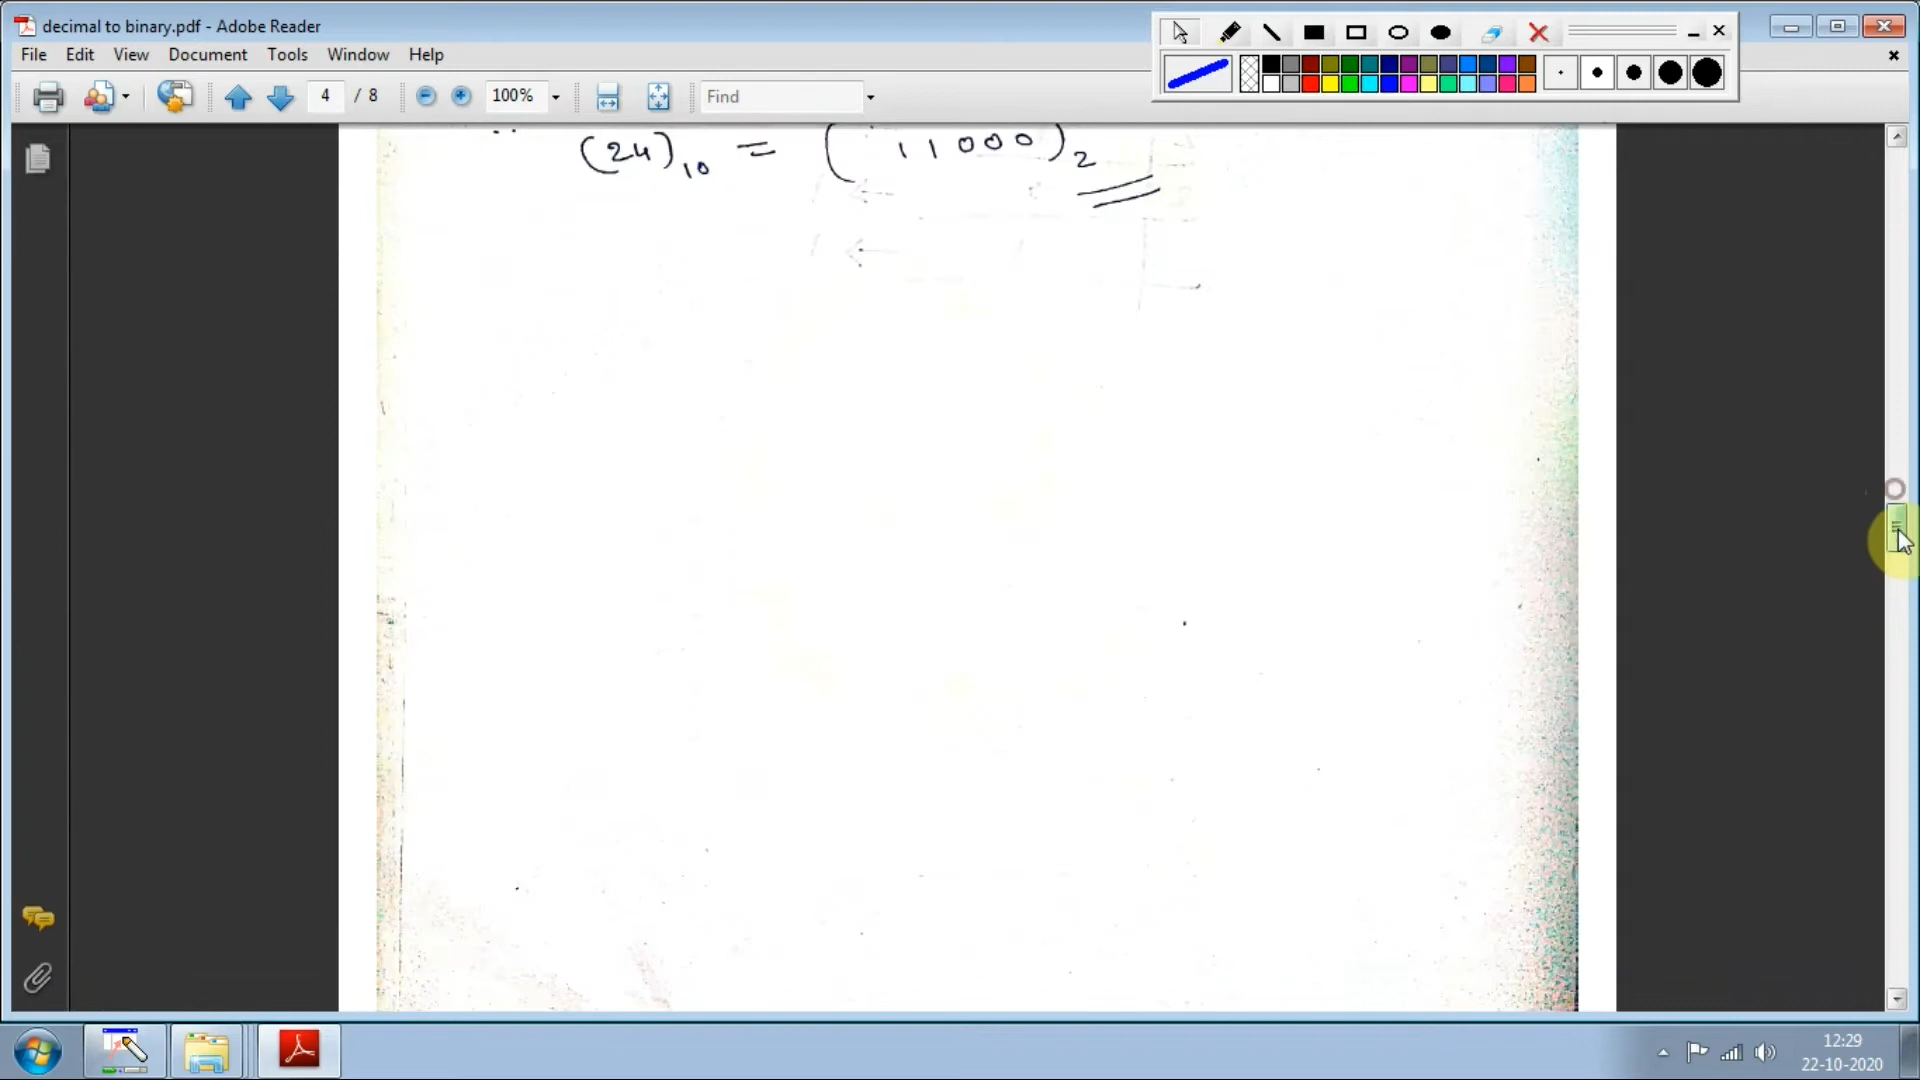 decimal to binary.pdf - Adobe Reader
File Edit View Document Tools Window Help
4 / 8 100% Find
(24)10 = (11000)2
12:29
22-10-2020